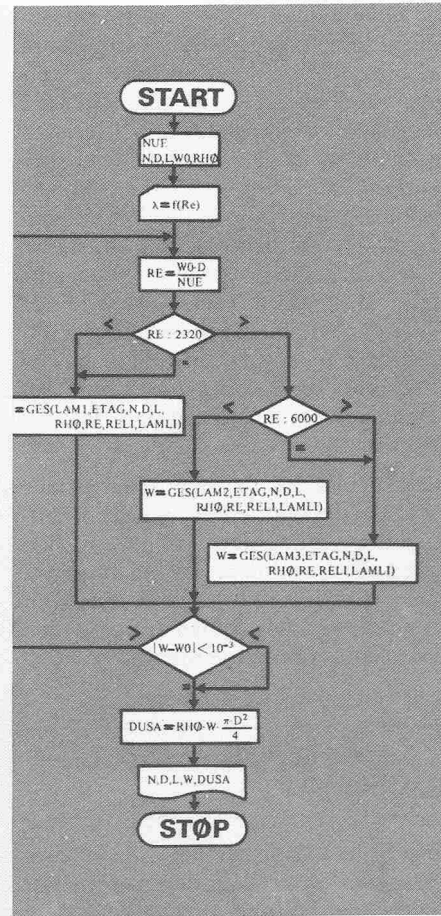 START
NUE
N,D,L,W0,RHØ
λ=f(Re)
RE=W0·D
NUE
< RE : 2320 >
=
=GES(LAM1,ETAG,N,D,L,
RHØ,RE,RELI,LAMLI)
< RE : 6000 >
=
W=GES(LAM2,ETAG,N,D,L,
RHØ,RE,RELI,LAMLI)
W=GES(LAM3,ETAG,N,D,L,
RHØ,RE,RELI,LAMLI)
> |W–W0|<10⁻³ <
=
DUSA=RHØ·W·π·D²
4
N,D,L,W,DUSA
STØP